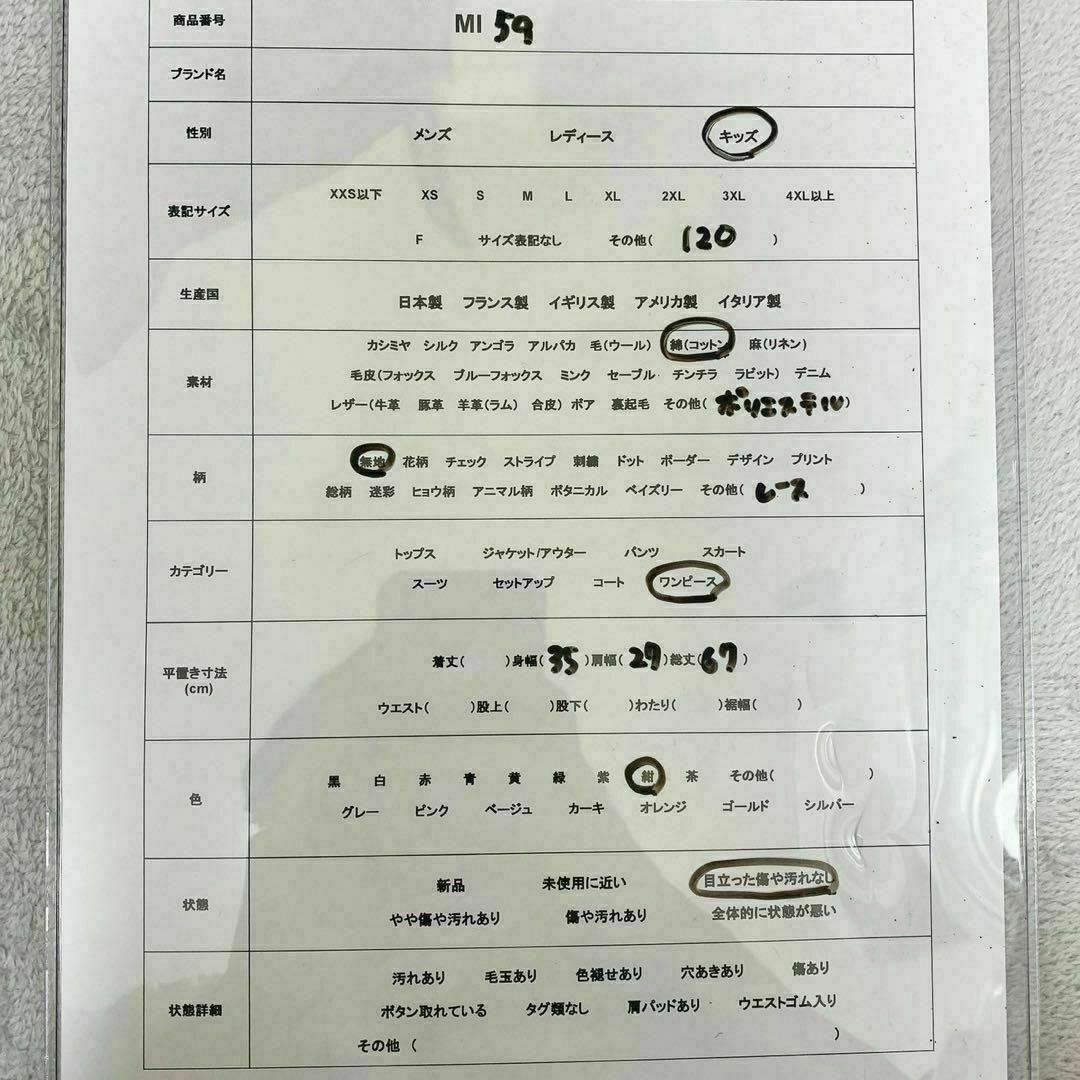 商品番号 MI 59
ブランド名
性別 メンズ レディース キッズ
表記サイズ XXS以下 XS S M L XL 2XL 3XL 4XL以上
F サイズ表記なし その他( 120 )
生産国 日本製 フランス製 イギリス製 アメリカ製 イタリア製
素材 カシミヤ シルク アンゴラ アルパカ 毛(ウール) 綿(コットン) 麻(リネン)
毛皮(フォックス ブルーフォックス ミンク セーブル チンチラ ラビット) デニム
レザー(牛革 豚革 羊革(ラム) 合皮) ボア 裏起毛 その他( ポリエステル)
柄 無地 花柄 チェック ストライプ 刺繍 ドット ボーダー デザイン プリント
総柄 迷彩 ヒョウ柄 アニマル柄 ボタニカル ペイズリー その他( レース )
カテゴリー トップス ジャケット/アウター パンツ スカート
スーツ セットアップ コート ワンピース
平置き寸法 (cm) 着丈( )身幅( 35 )肩幅( 27 )総丈( 67 )
ウエスト( )股上( )股下( )わたり( )裾幅( )
色 黒 白 赤 青 黄 緑 紫 紺 茶 その他( )
グレー ピンク ベージュ カーキ オレンジ ゴールド シルバー
状態 新品 未使用に近い 目立った傷や汚れなし
やや傷や汚れあり 傷や汚れあり 全体的に状態が悪い
状態詳細 汚れあり 毛玉あり 色褪せあり 穴あきあり 傷あり
ボタン取れている タグ類なし 肩パッドあり ウエストゴム入り
その他 ( )